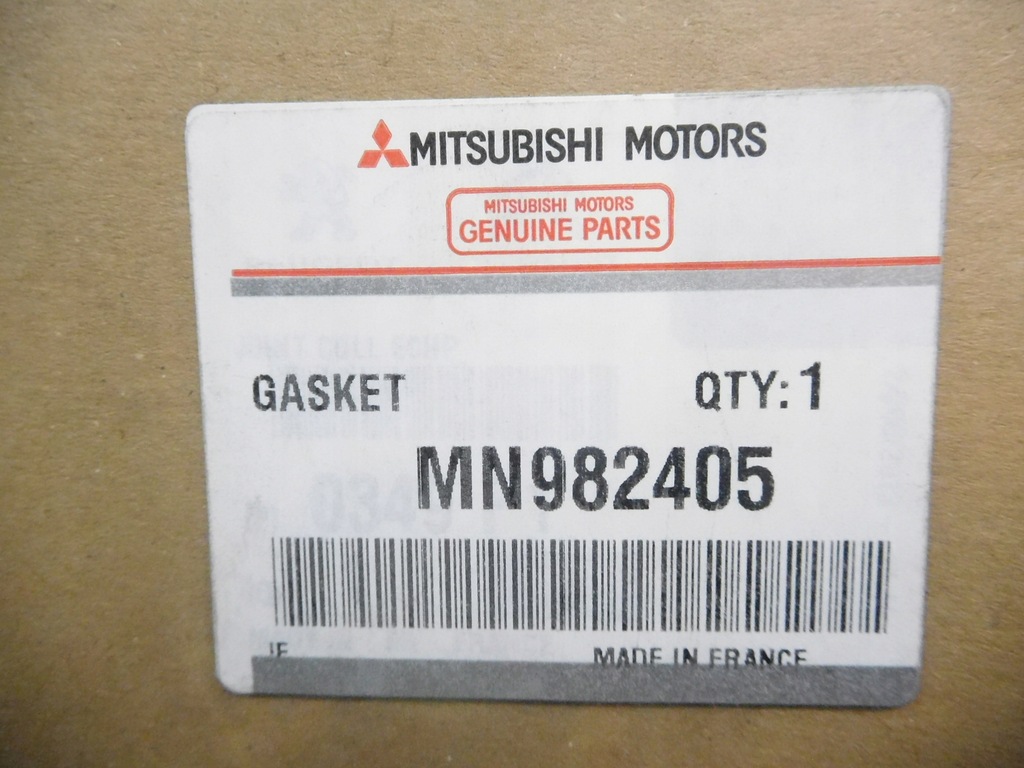 MITSUBISHI MOTORS
MITSUBISHI MOTORS
GENUINE PARTS
GASKET QTY: 1
MN982405
MADE IN FRANCE